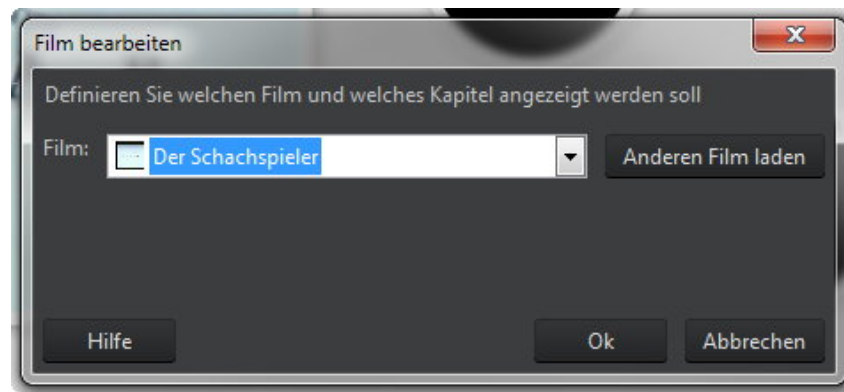 Film bearbeiten
Definieren Sie welchen Film und welches Kapitel angezeigt werden soll
Film: Der Schachspieler Anderen Film laden
Hilfe Ok Abbrechen